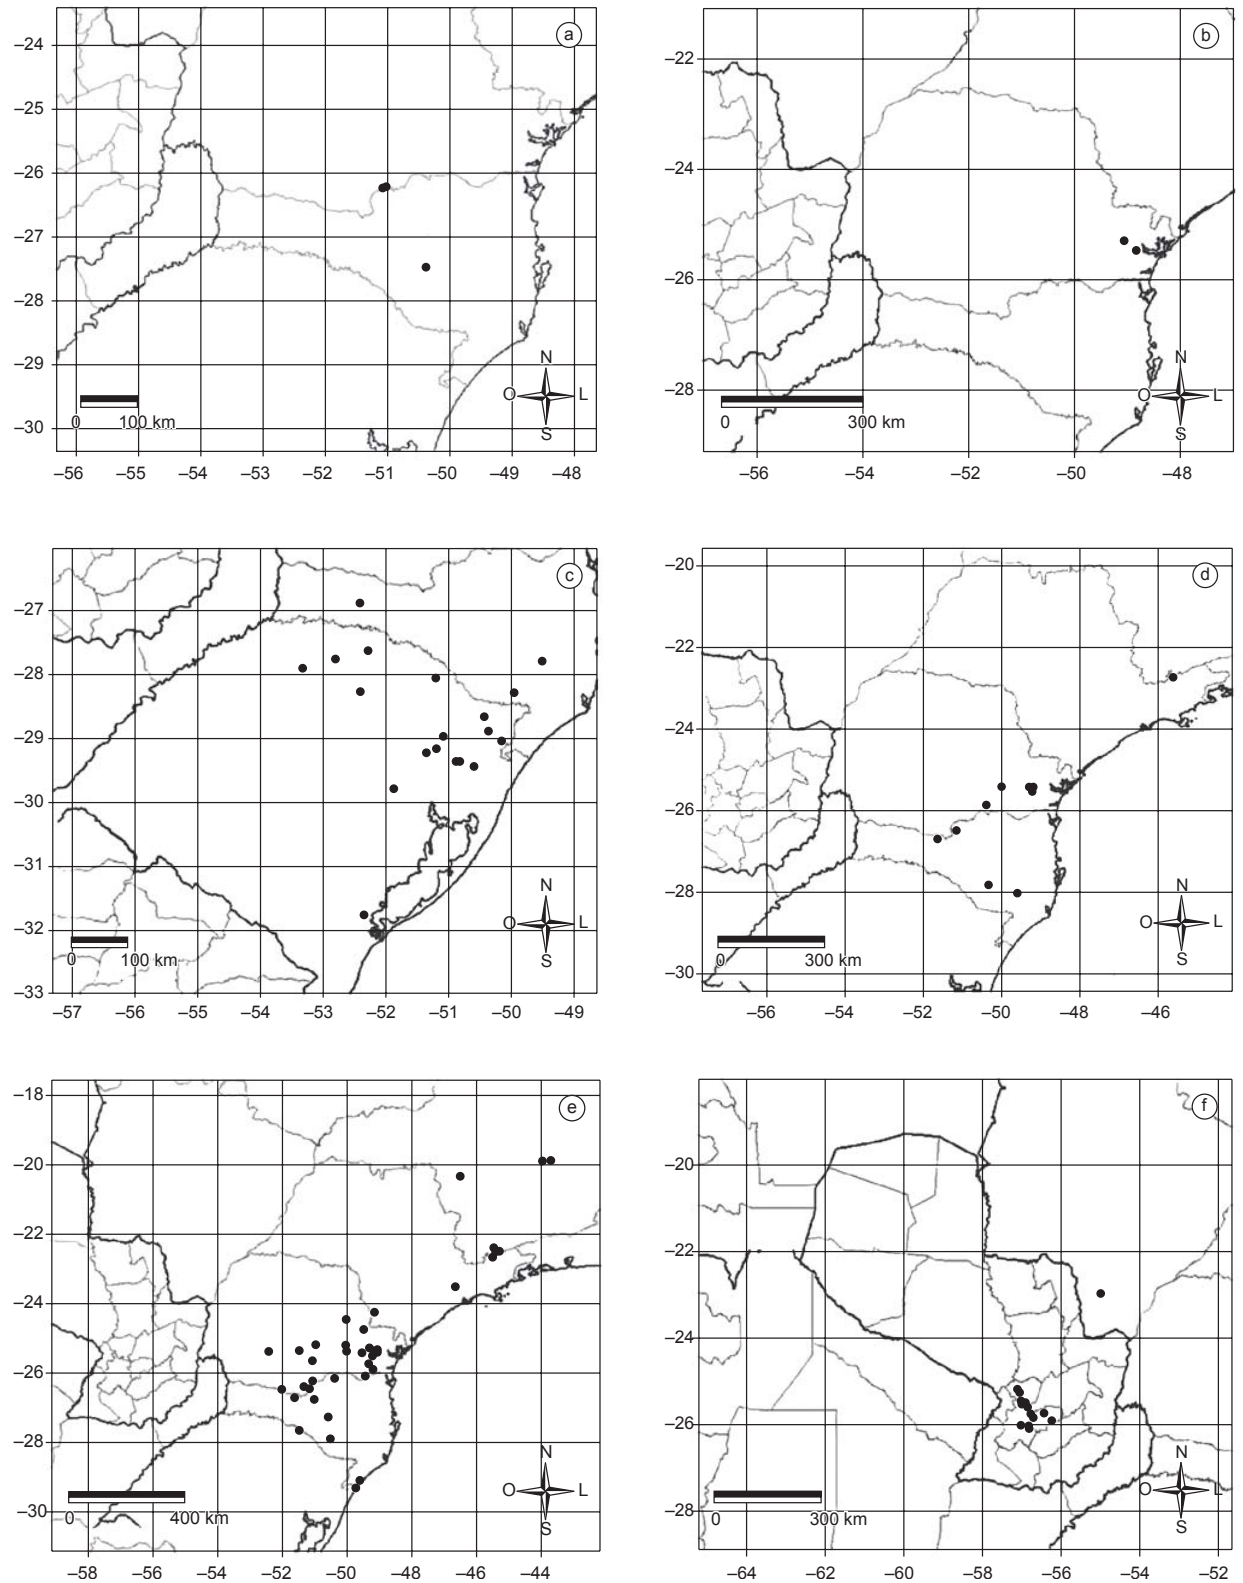 a
–24
–25
–26
–27
–28
–29
–30
N
O L
S
0 100 km
–56 –55 –54 –53 –52 –51 –50 –49 –48
b
–22
–24
–26
–28
N
O L
S
0 300 km
–56 –54 –52 –50 –48
c
–27
–28
–29
–30
–31
–32
–33
N
O L
S
0 100 km
–57 –56 –55 –54 –53 –52 –51 –50 –49
d
–20
–22
–24
–26
–28
–30
N
O L
S
0 300 km
–56 –54 –52 –50 –48 –46
e
–18
–20
–22
–24
–26
–28
–30
N
O L
S
0 400 km
–58 –56 –54 –52 –50 –48 –46 –44
f
–20
–22
–24
–26
–28
N
O L
S
0 300 km
–64 –62 –60 –58 –56 –54 –52